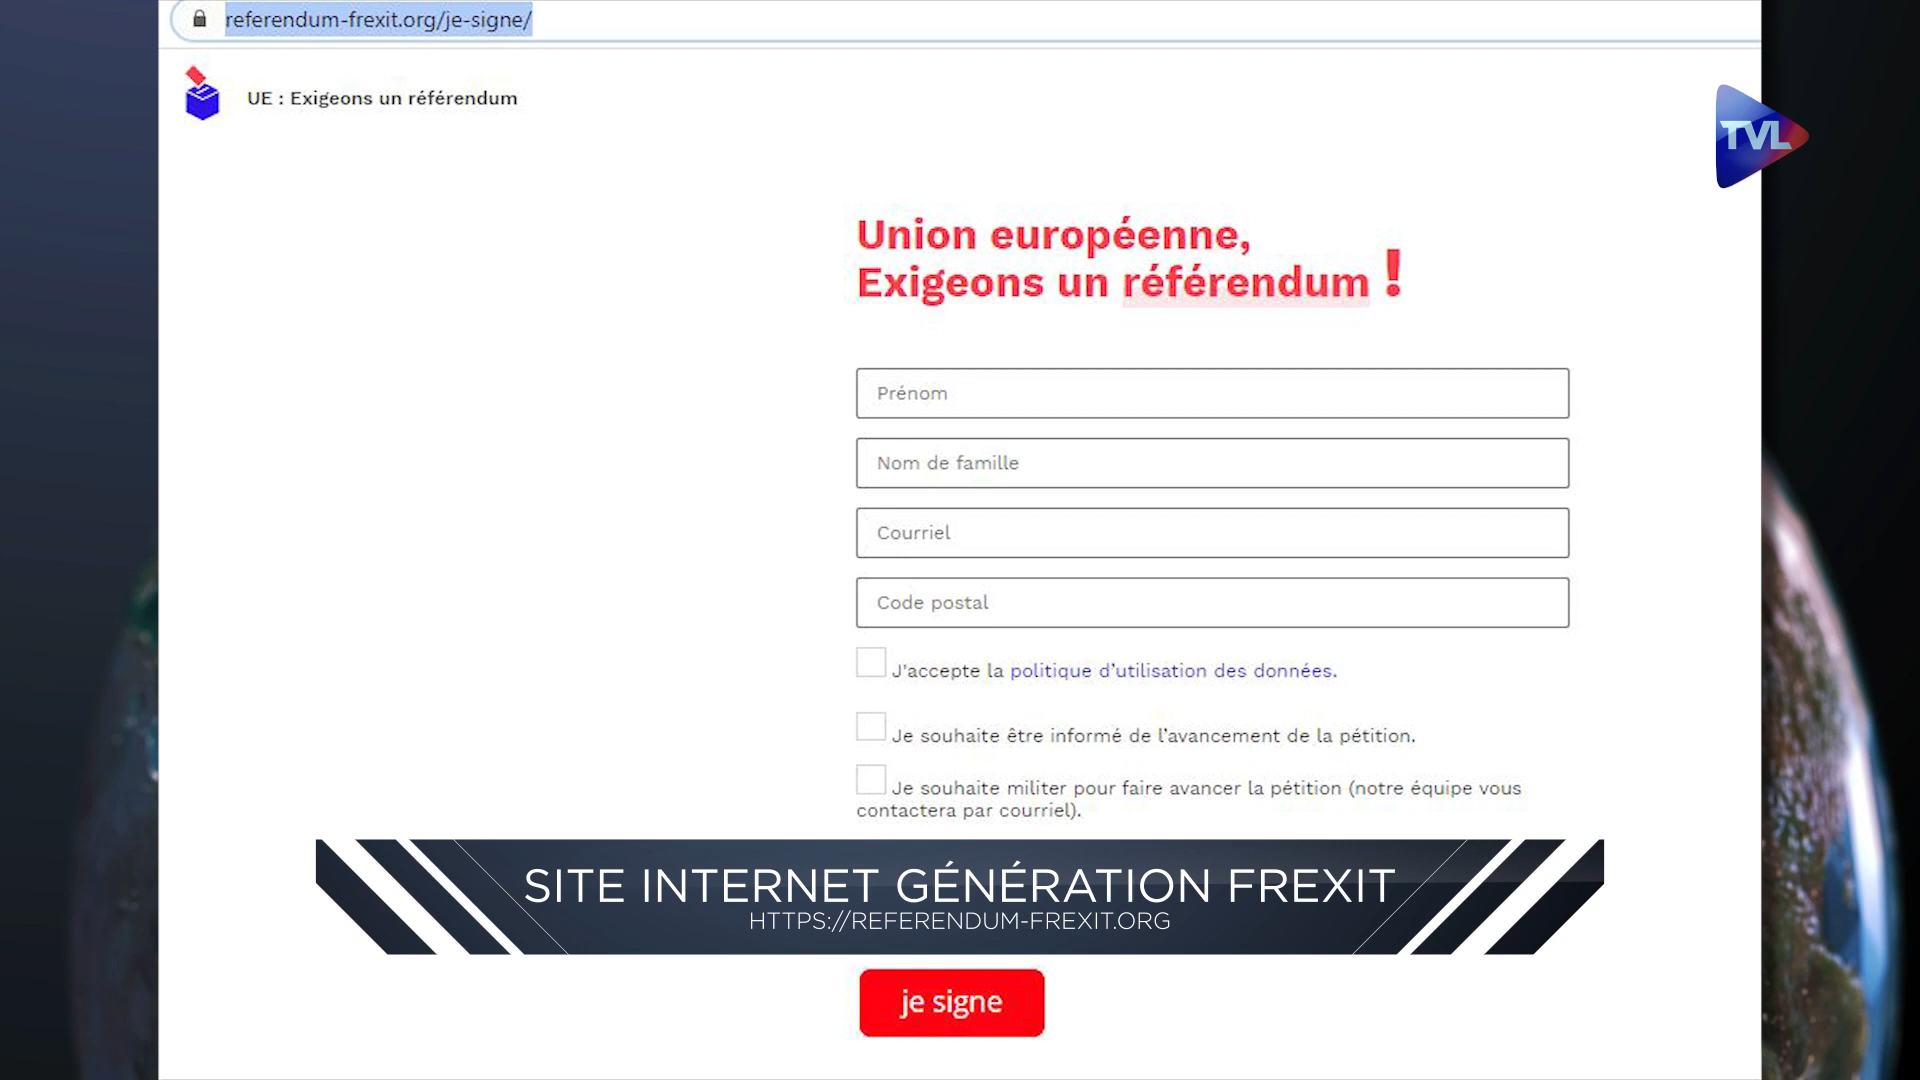 referendum-frexit.org/je-signe/
UE : Exigeons un référendum
TVL
Union européenne,
Exigeons un référendum !
Prénom
Nom de famille
Courriel
Code postal
J'accepte la politique d’utilisation des données.
Je souhaite être informé de l’avancement de la pétition.
Je souhaite militer pour faire avancer la pétition (notre équipe vous
contactera par courriel).
SITE INTERNET GÉNÉRATION FREXIT
HTTPS://REFERENDUM-FREXIT.ORG
je signe